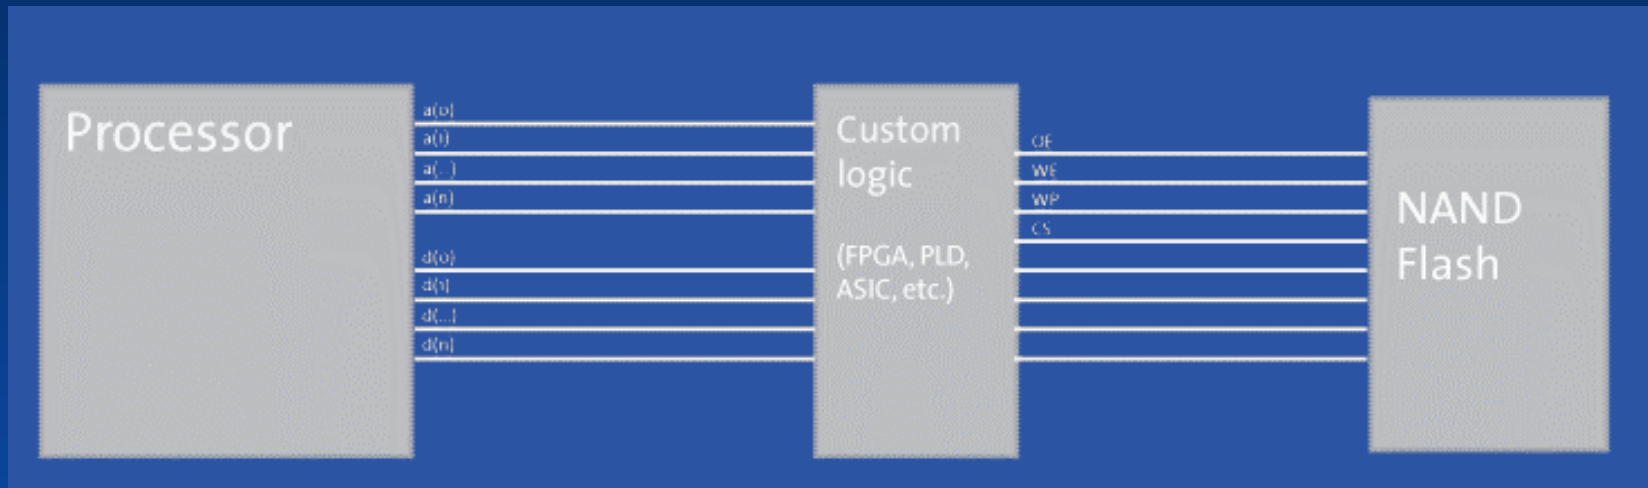 Processor
a(0)
a(1)
a(...)
a(n)
d(0)
d(1)
d(...)
d(n)
Custom
logic
(FPGA, PLD,
ASIC, etc.)
OE
WE
WP
CS
NAND
Flash